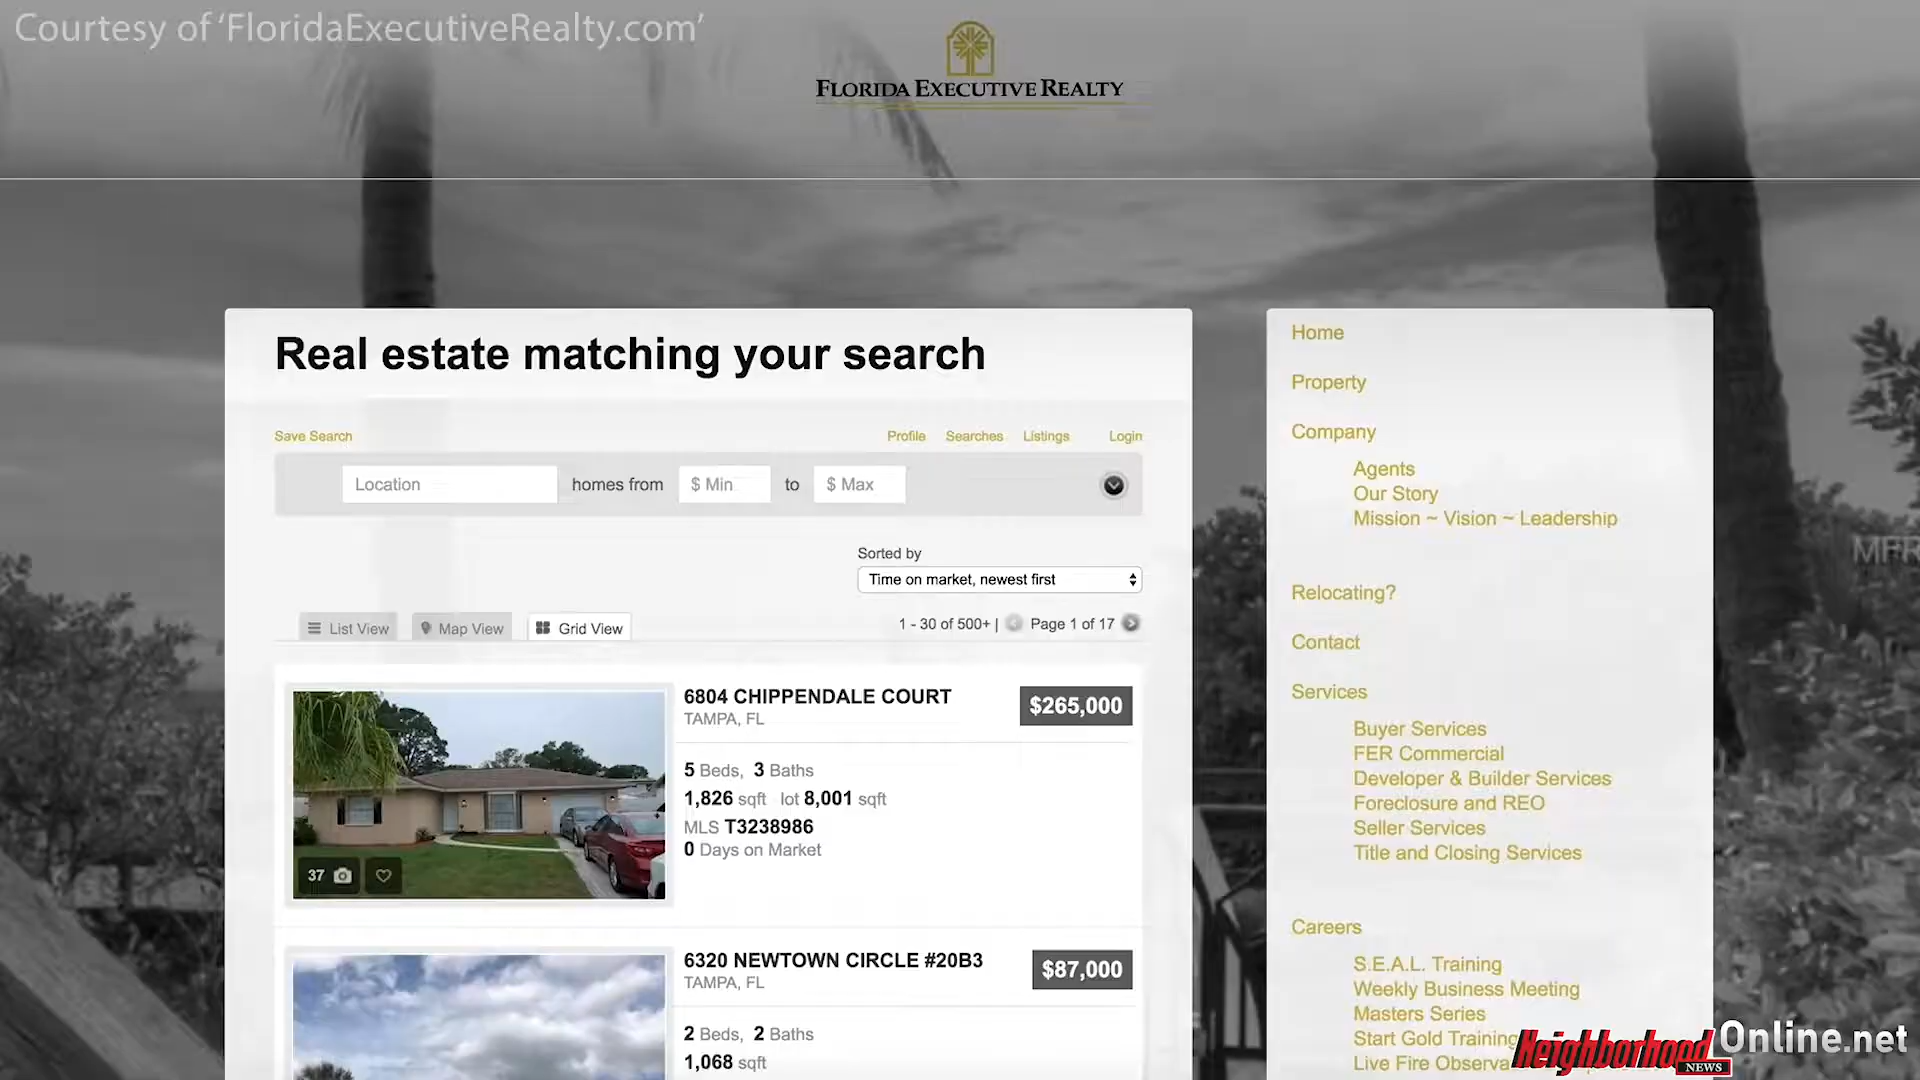 Courtesy of ‘FloridaExecutiveRealty.com’
FLORIDA EXECUTIVE REALTY
Real estate matching your search
Save Search
Profile
Searches
Listings
Login
Location
homes from
$ Min
to
$ Max
Sorted by
Time on market, newest first
List View
Map View
Grid View
1 - 30 of 500+ |
Page 1 of 17
6804 CHIPPENDALE COURT
$265,000
TAMPA, FL
5 Beds, 3 Baths
1,826 sqft lot 8,001 sqft
MLS T3238986
0 Days on Market
37
6320 NEWTOWN CIRCLE #20B3
$87,000
TAMPA, FL
2 Beds, 2 Baths
1,068 sqft
Home
Property
Company
Agents
Our Story
Mission ~ Vision ~ Leadership
Relocating?
Contact
Services
Buyer Services
FER Commercial
Developer & Builder Services
Foreclosure and REO
Seller Services
Title and Closing Services
Careers
S.E.A.L. Training
Weekly Business Meeting
Masters Series
Start Gold Training
Live Fire
MFR
Neighborhood
NEWS
Online.net